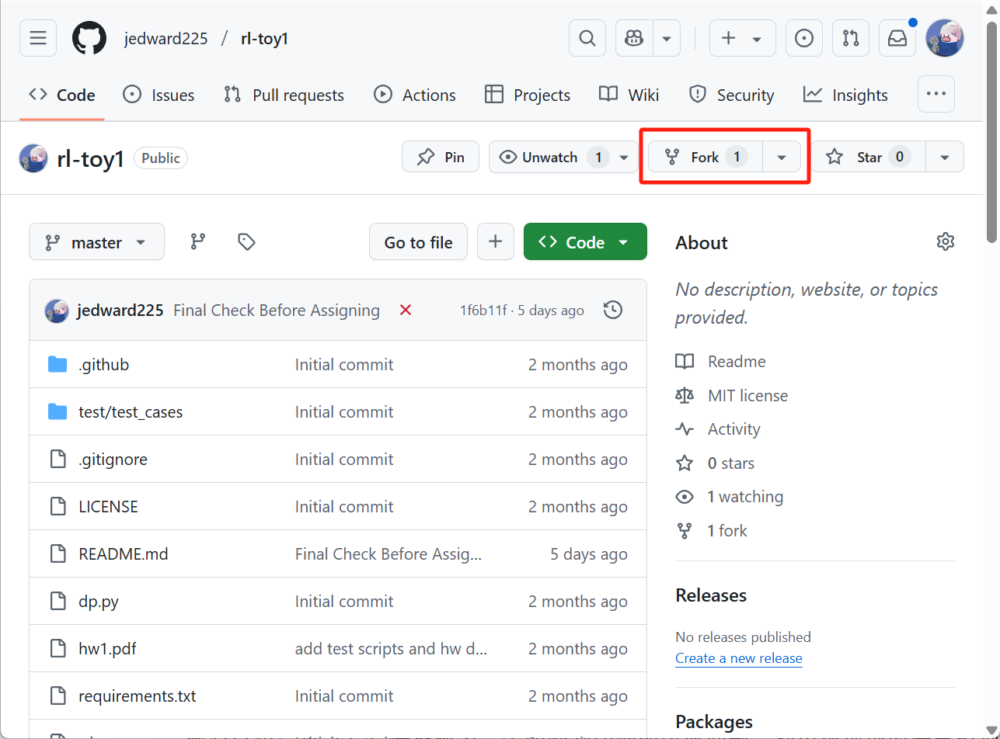 jedward225 / rl-toy1
Code Issues Pull requests Actions Projects Wiki Security Insights
rl-toy1 Public Pin Unwatch 1 Fork 1 Star 0
master Go to file Code
jedward225 Final Check Before Assigning 1f6b11f · 5 days ago
.github Initial commit 2 months ago
test/test_cases Initial commit 2 months ago
.gitignore Initial commit 2 months ago
LICENSE Initial commit 2 months ago
README.md Final Check Before Assig... 5 days ago
dp.py Initial commit 2 months ago
hw1.pdf add test scripts and hw d... 2 months ago
requirements.txt Initial commit 2 months ago
About
No description, website, or topics
provided.
Readme
MIT license
Activity
0 stars
1 watching
1 fork
Releases
No releases published
Create a new release
Packages